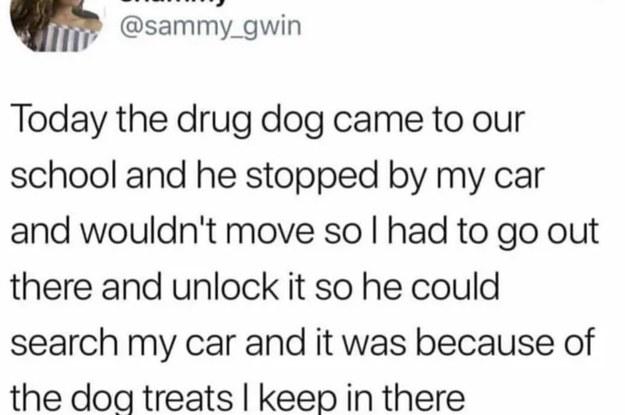 @sammy_gwin
Today the drug dog came to our
school and he stopped by my car
and wouldn't move so I had to go out
there and unlock it so he could
search my car and it was because of
the dog treats I keep in there